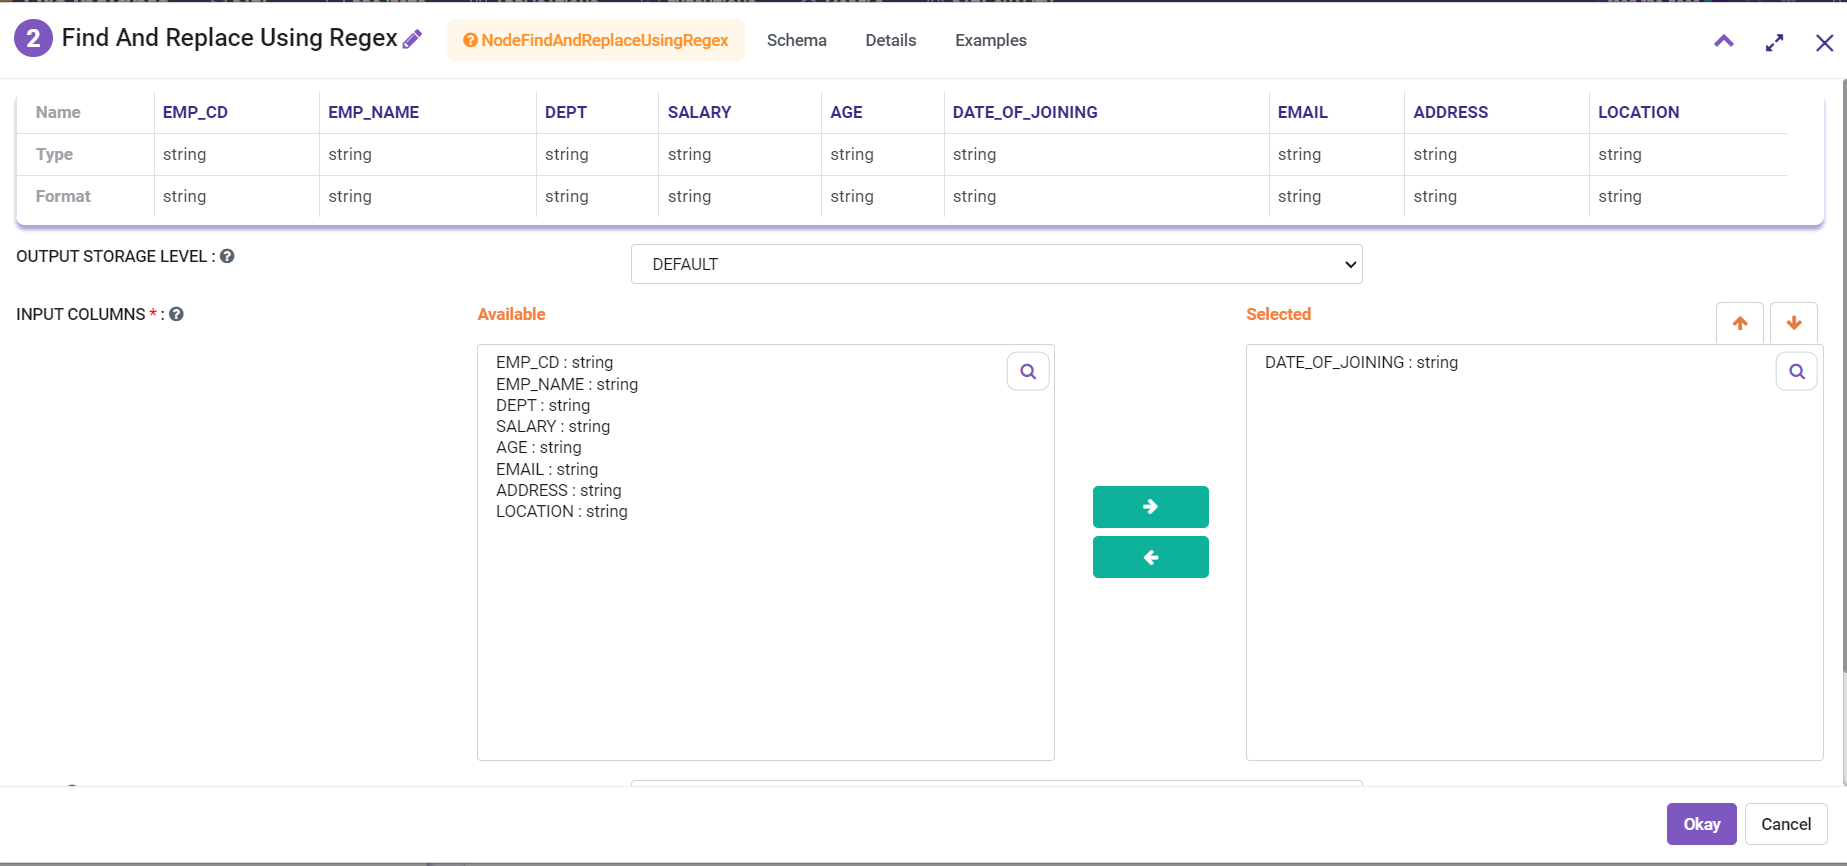 2 Find And Replace Using Regex NodeFindAndReplaceUsingRegex Schema Details Examples
Name EMP_CD EMP_NAME DEPT SALARY AGE DATE_OF_JOINING EMAIL ADDRESS LOCATION
Type string string string string string string string string string
Format string string string string string string string string string
OUTPUT STORAGE LEVEL : DEFAULT
INPUT COLUMNS * : Available Selected
EMP_CD : string
EMP_NAME : string
DEPT : string
SALARY : string
AGE : string
EMAIL : string
ADDRESS : string
LOCATION : string
DATE_OF_JOINING : string
Okay Cancel